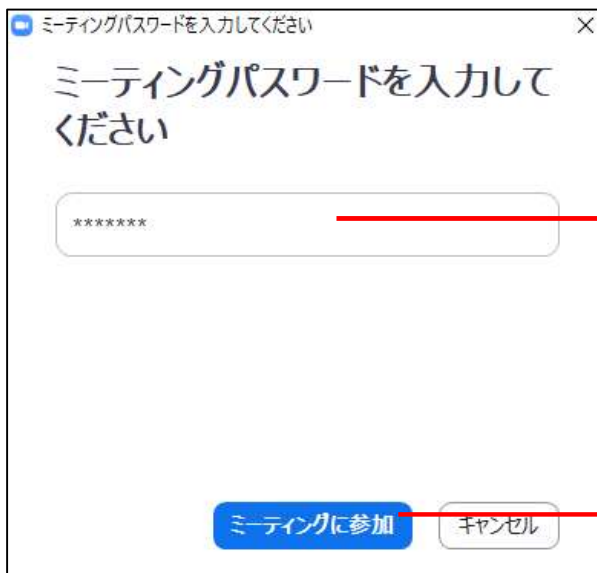 ミーティングパスワードを入力してください
ミーティングパスワードを入力して
ください
*******
ミーティングに参加
キャンセル